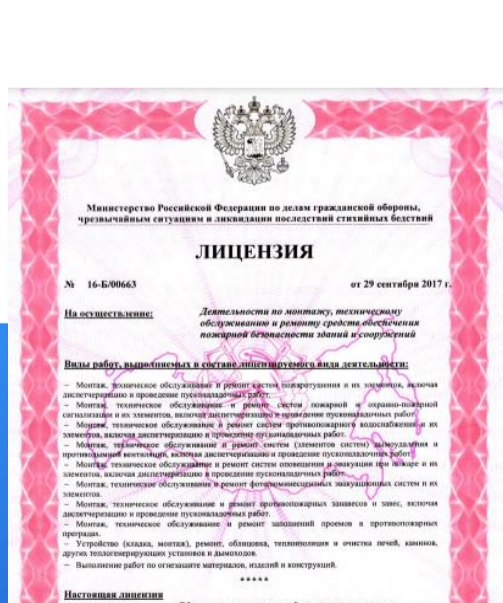 Министерство Российской Федерации по делам гражданской обороны,
чрезвычайным ситуациям и ликвидации последствий стихийных бедствий
ЛИЦЕНЗИЯ
№ 16-Б/00663 от 29 сентября 2017 г.
На осуществление: Деятельности по монтажу, техническому
обслуживанию и ремонту средств обеспечения
пожарной безопасности зданий и сооружений
Виды работ, выполняемых в составе лицензируемого вида деятельности:
– Монтаж, техническое обслуживание и ремонт систем пожаротушения и их элементов, включая
диспетчеризацию и проведение пусконаладочных работ.
– Монтаж, техническое обслуживание и ремонт систем пожарной и охранно-пожарной
сигнализации и их элементов, включая диспетчеризацию и проведение пусконаладочных работ.
– Монтаж, техническое обслуживание и ремонт систем противопожарного водоснабжения и их
элементов, включая диспетчеризацию и проведение пусконаладочных работ.
– Монтаж, техническое обслуживание и ремонт систем (элементов систем) дымоудаления и
противодымной вентиляции, включая диспетчеризацию и проведение пусконаладочных работ.
– Монтаж, техническое обслуживание и ремонт систем оповещения и эвакуации при пожаре и их
элементов, включая диспетчеризацию и проведение пусконаладочных работ.
– Монтаж, техническое обслуживание и ремонт фотолюминесцентных эвакуационных систем и их
элементов.
– Монтаж, техническое обслуживание и ремонт противопожарных занавесов и завес, включая
диспетчеризацию и проведение пусконаладочных работ.
– Монтаж, техническое обслуживание и ремонт заполнений проемов в противопожарных
преградах.
– Устройство (кладка, монтаж), ремонт, облицовка, теплоизоляция и очистка печей, каминов,
других теплогенерирующих установок и дымоходов.
– Выполнение работ по огнезащите материалов, изделий и конструкций.
*****
Настоящая лицензия